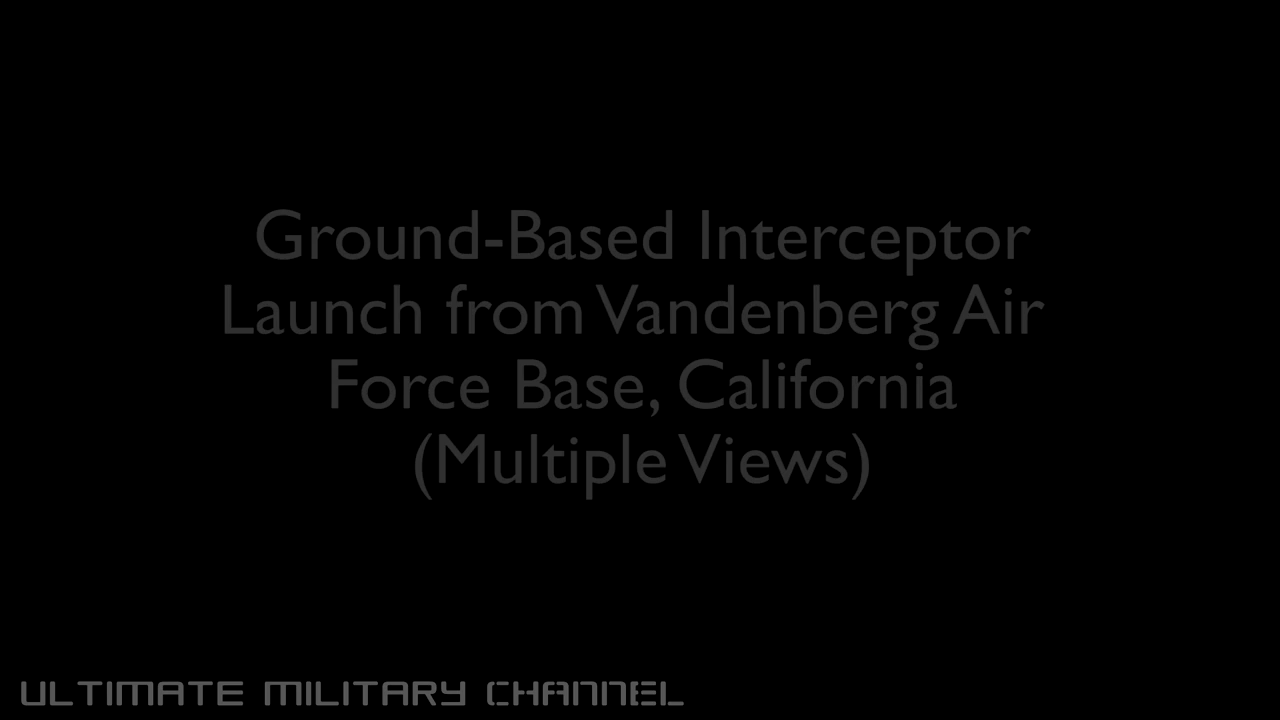 Ground-Based Interceptor
Launch from Vandenberg Air
Force Base, California
(Multiple Views)
ULTIMATE MILITARY CHANNEL